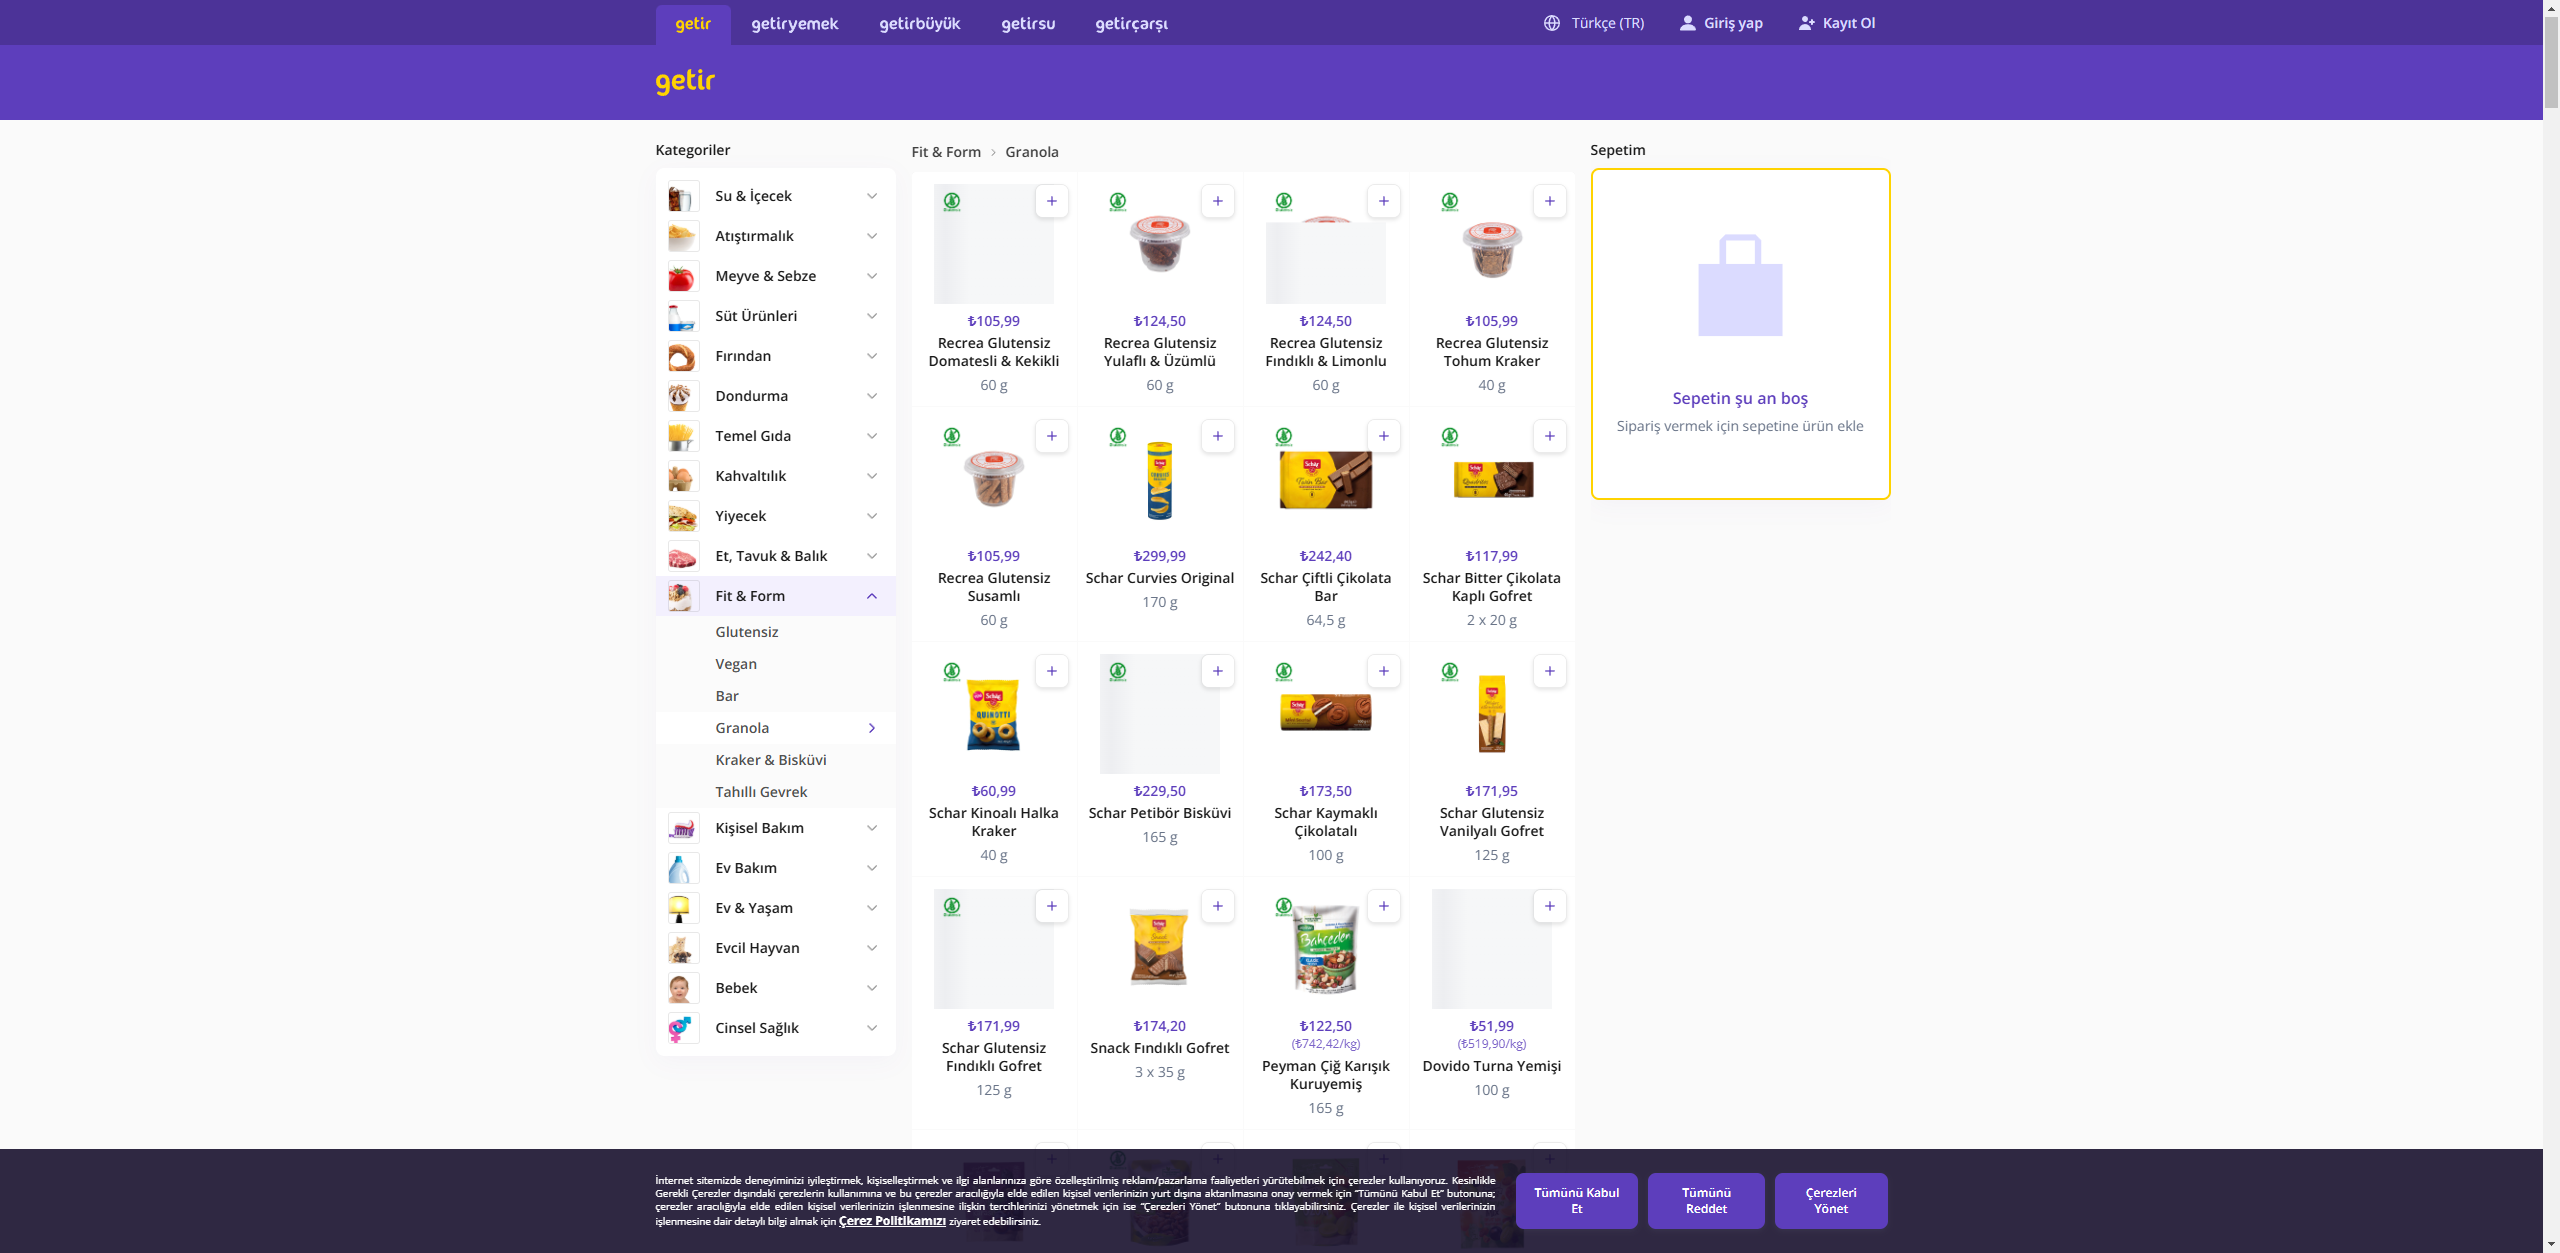 getir
getiryemek
getirbüyük
getirsu
getirçarşı
Türkçe (TR)
Giriş yap
Kayıt Ol
getir
Kategoriler
Su & İçecek
Atıştırmalık
Meyve & Sebze
Süt Ürünleri
Fırından
Dondurma
Temel Gıda
Kahvaltılık
Yiyecek
Et, Tavuk & Balık
Fit & Form
Glutensiz
Vegan
Bar
Granola
Kraker & Bisküvi
Tahıllı Gevrek
Kişisel Bakım
Ev Bakım
Ev & Yaşam
Evcil Hayvan
Bebek
Cinsel Sağlık
Fit & Form > Granola
₺105,99
Recrea Glutensiz
Domatesli & Kekikli
60 g
₺124,50
Recrea Glutensiz
Yulaflı & Üzümlü
60 g
₺124,50
Recrea Glutensiz
Fındıklı & Limonlu
60 g
₺105,99
Recrea Glutensiz
Tohum Kraker
40 g
₺105,99
Recrea Glutensiz
Susamlı
60 g
₺299,99
Schar Curvies Original
170 g
₺242,40
Schar Çiftli Çikolata
Bar
64,5 g
₺117,99
Schar Bitter Çikolata
Kaplı Gofret
2 x 20 g
₺60,99
Schar Kinoalı Halka
Kraker
40 g
₺229,50
Schar Petibör Bisküvi
165 g
₺173,50
Schar Kaymaklı
Çikolatalı
100 g
₺171,95
Schar Glutensiz
Vanilyalı Gofret
125 g
₺171,99
Schar Glutensiz
Fındıklı Gofret
125 g
₺174,20
Snack Fındıklı Gofret
3 x 35 g
₺122,50
(₺742,42/kg)
Peyman Çiğ Karışık
Kuruyemiş
165 g
₺51,99
(₺519,90/kg)
Dovido Turna Yemişi
100 g
Sepetim
Sepetin şu an boş
Sipariş vermek için sepetine ürün ekle
İnternet sitemizde deneyiminizi iyileştirmek, kişiselleştirmek ve ilgi alanlarınıza göre özelleştirilmiş reklam/pazarlama faaliyetleri yürütebilmek için çerezler kullanıyoruz. Kesinlikle
Gerekli Çerezler dışındaki çerezlerin kullanımına ve bu çerezler aracılığıyla elde edilen kişisel verilerinizin yurt dışına aktarılmasına onay vermek için “Tümünü Kabul Et” butonuna;
çerezler aracılığıyla elde edilen kişisel verilerinizin işlenmesine ilişkin tercihlerinizi yönetmek için ise “Çerezleri Yönet” butonuna tıklayabilirsiniz. Çerezler ile kişisel verilerinizin
işlenmesine dair detaylı bilgi almak için Çerez Politikamızı ziyaret edebilirsiniz.
Tümünü Kabul
Et
Tümünü
Reddet
Çerezleri
Yönet